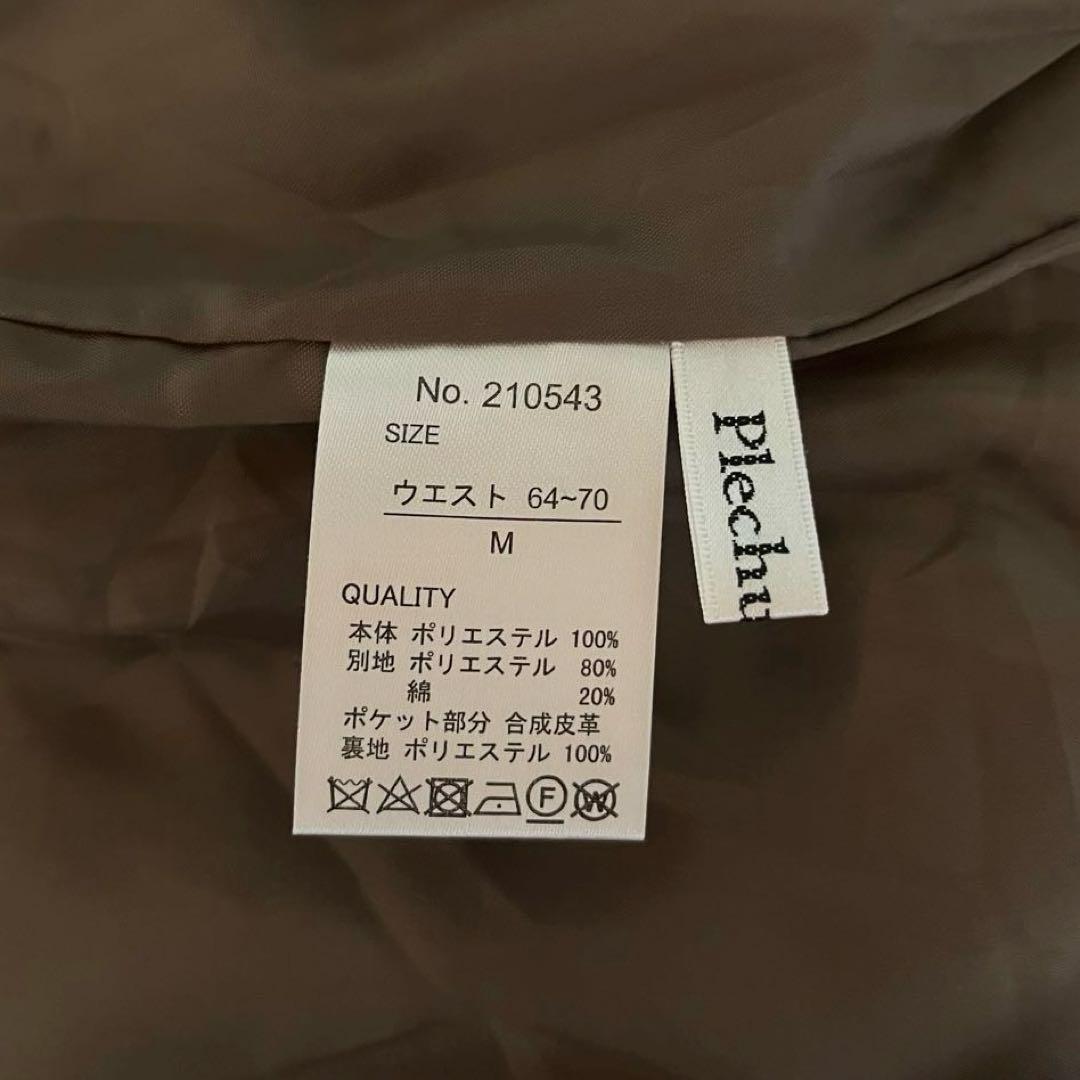 No. 210543
SIZE
ウエスト 64~70
M
QUALITY
本体 ポリエステル 100%
別地 ポリエステル 80%
綿 20%
ポケット部分 合成皮革
裏地 ポリエステル 100%
F W